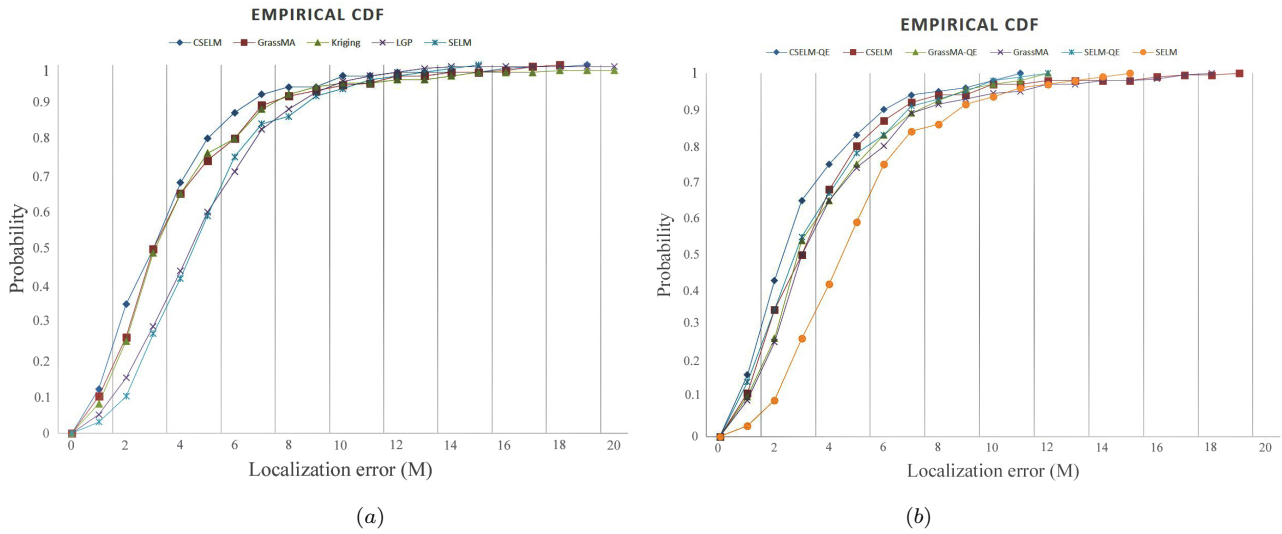 EMPIRICAL CDF
CSELM GrassMA Kriging LGP SELM
1
0.9
0.8
0.7
0.6
0.5
0.4
0.3
0.2
0.1
0
Probability
0 2 4 6 8 10 12 14 16 18 20
Localization error (M)
(a)
EMPIRICAL CDF
CSELM-QE CSELM GrassMA-QE GrassMA SELM-QE SELM
1
0.9
0.8
0.7
0.6
0.5
0.4
0.3
0.2
0.1
0
Probability
0 2 4 6 8 10 12 14 16 18 20
Localization error (M)
(b)